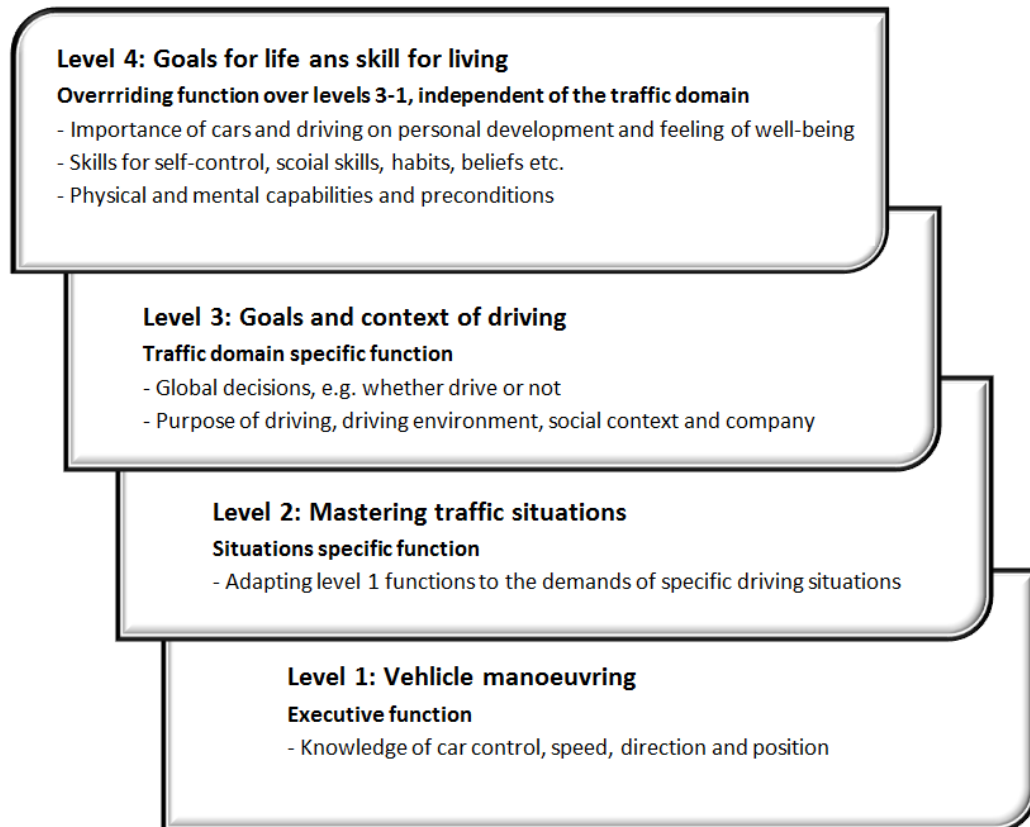 Level 4: Goals for life ans skill for living
Overrriding function over levels 3-1, independent of the traffic domain
- Importance of cars and driving on personal development and feeling of well-being
- Skills for self-control, scoial skills, habits, beliefs etc.
- Physical and mental capabilities and preconditions
Level 3: Goals and context of driving
Traffic domain specific function
- Global decisions, e.g. whether drive or not
- Purpose of driving, driving environment, social context and company
Level 2: Mastering traffic situations
Situations specific function
- Adapting level 1 functions to the demands of specific driving situations
Level 1: Vehlicle manoeuvring
Executive function
- Knowledge of car control, speed, direction and position